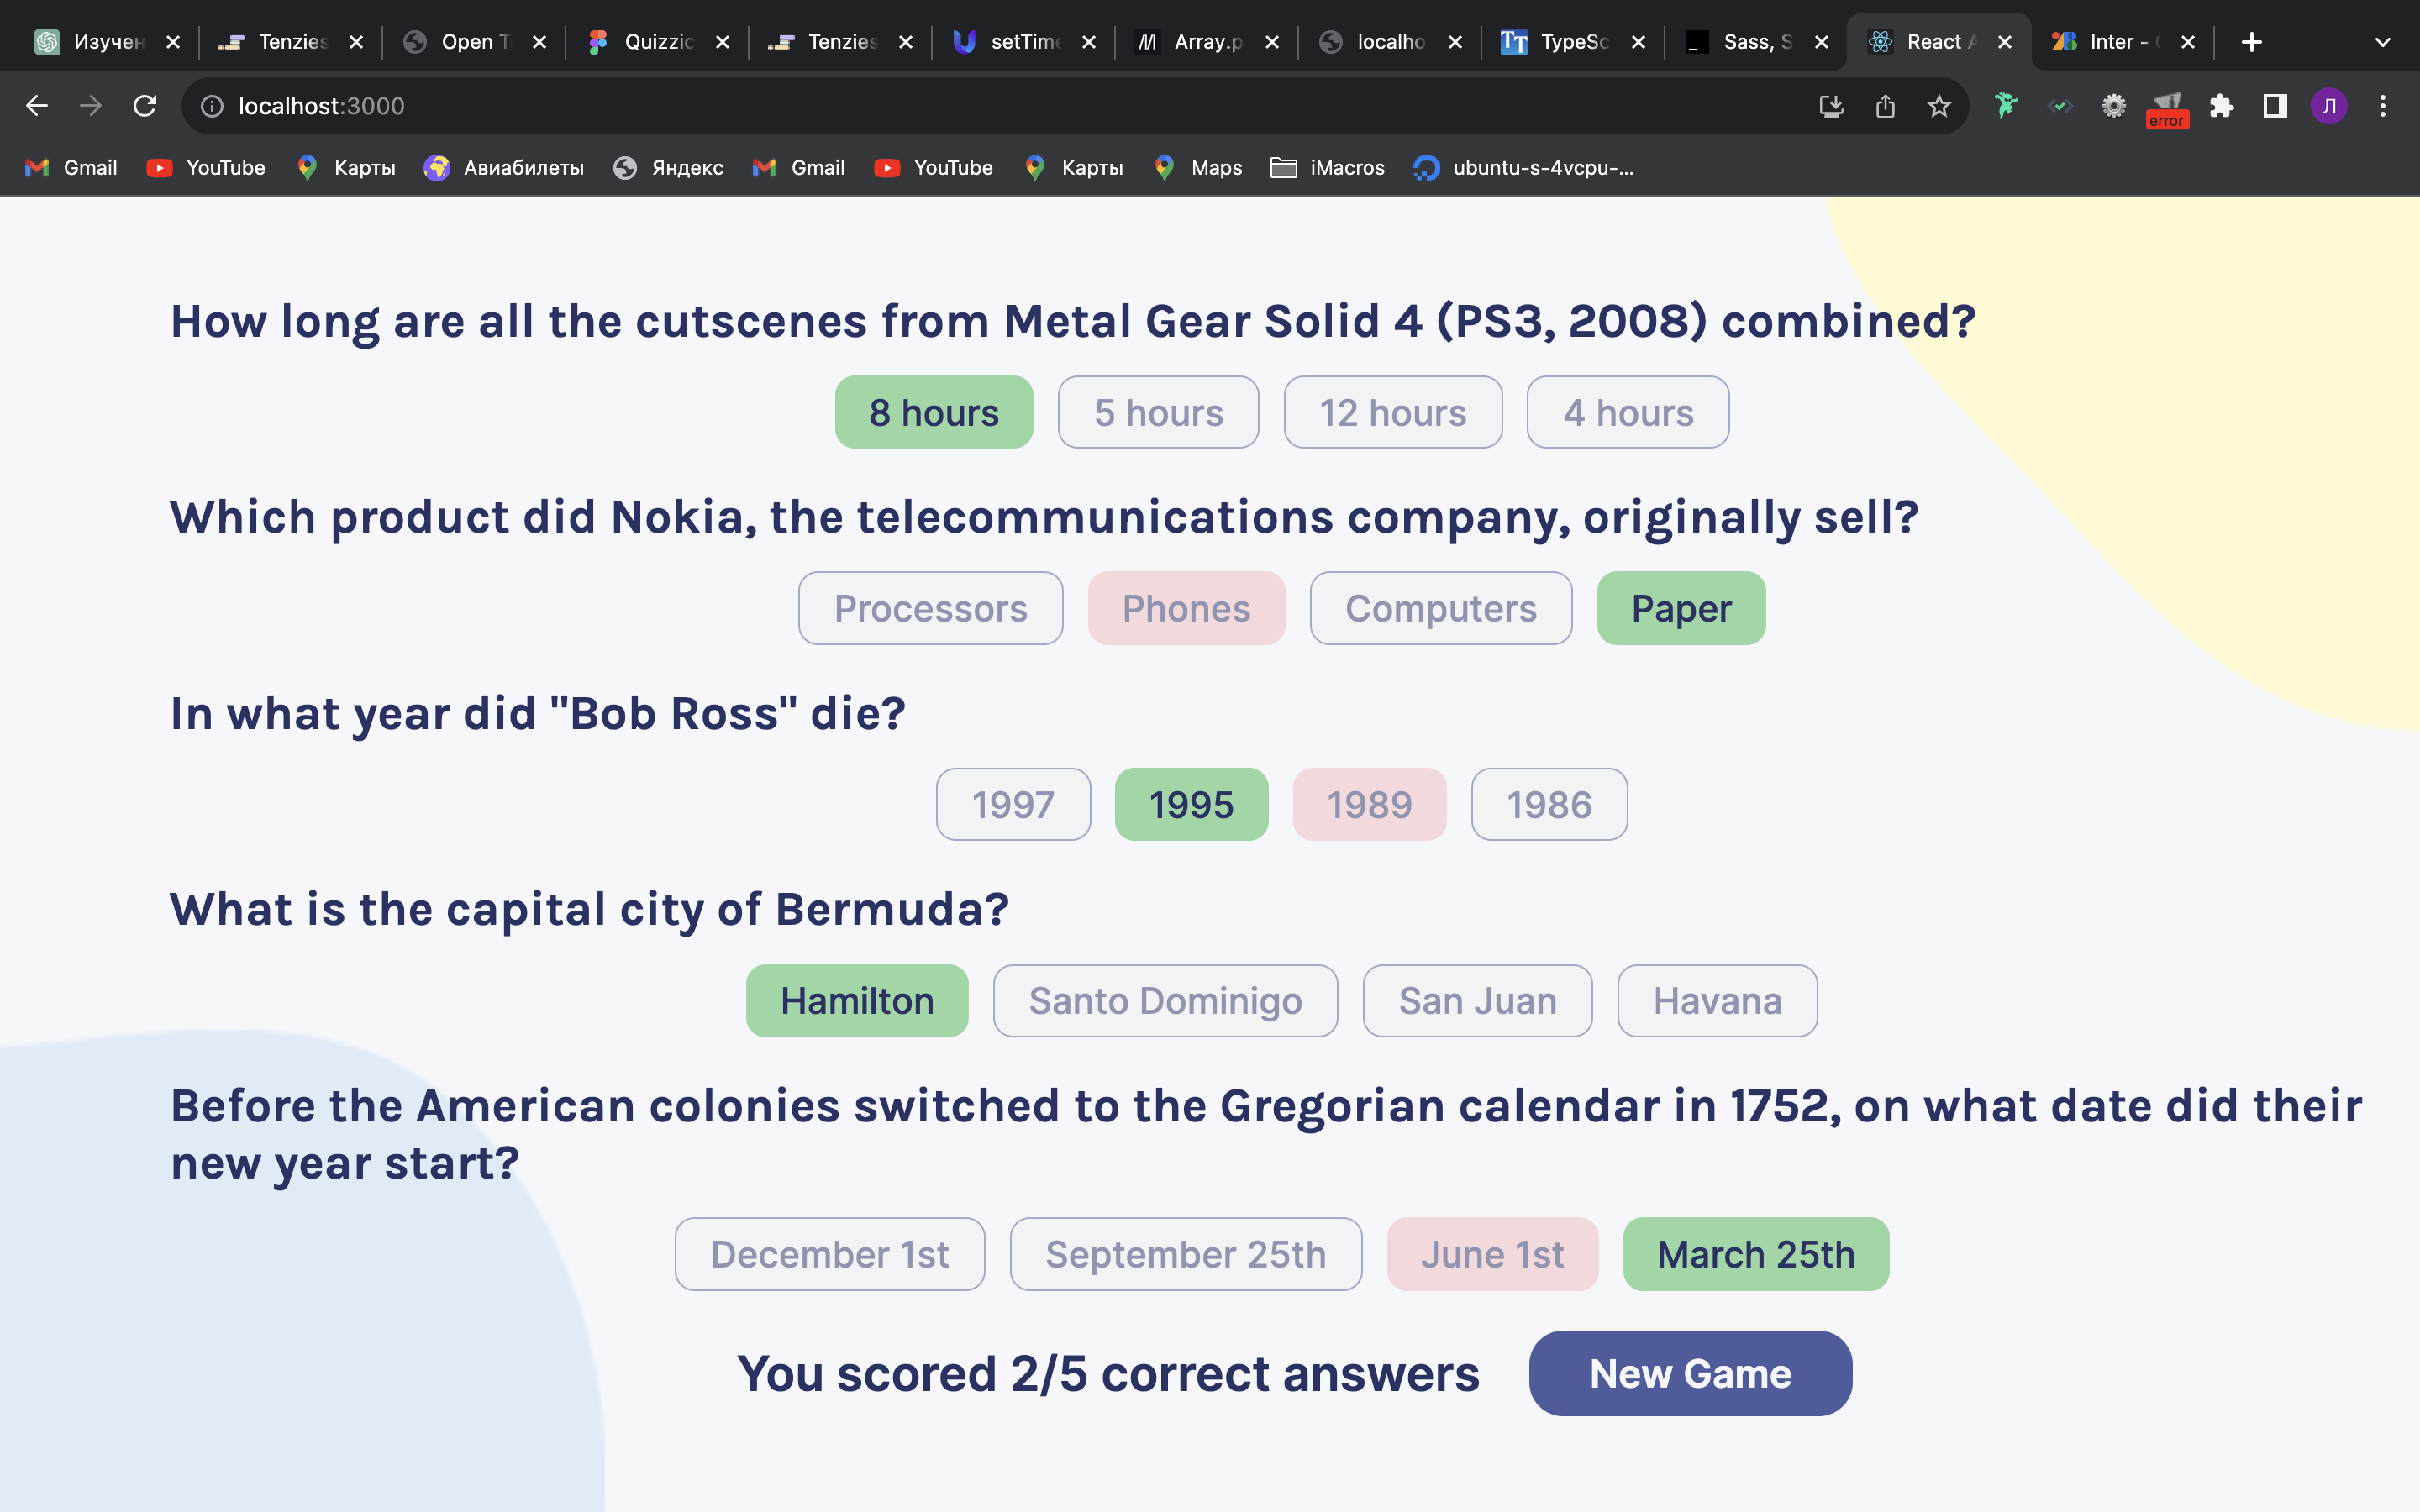 Изучен Tenzies Open T Quizzic Tenzies setTime Array.p localho TypeSc Sass, S React A Inter -
localhost:3000
error Л
Gmail YouTube Карты Авиабилеты Яндекс Gmail YouTube Карты Maps iMacros ubuntu-s-4vcpu-...
How long are all the cutscenes from Metal Gear Solid 4 (PS3, 2008) combined?
8 hours 5 hours 12 hours 4 hours
Which product did Nokia, the telecommunications company, originally sell?
Processors Phones Computers Paper
In what year did "Bob Ross" die?
1997 1995 1989 1986
What is the capital city of Bermuda?
Hamilton Santo Dominigo San Juan Havana
Before the American colonies switched to the Gregorian calendar in 1752, on what date did their
new year start?
December 1st September 25th June 1st March 25th
You scored 2/5 correct answers New Game